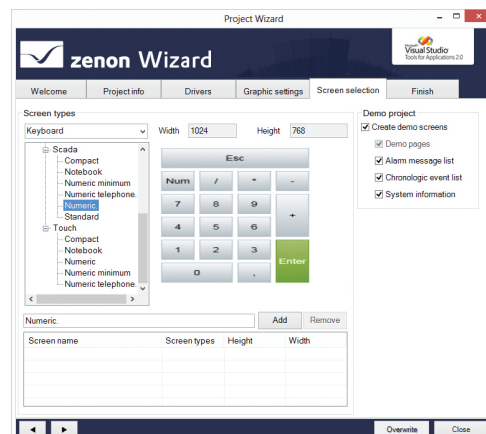 Project Wizard
zenon Wizard
Visual Studio
Tools for Applications 2.0
Welcome Project info Drivers Graphic settings Screen selection Finish
Screen types
Keyboard Width 1024 Height 768
Scada
Compact
Notebook
Numeric minimum
Numeric telephone.
Numeric.
Standard
Touch
Compact
Notebook
Numeric
Numeric minimum
Numeric telephone.
Esc
Num / * -
7 8 9 +
4 5 6
1 2 3 Enter
0 ,
Demo project
Create demo screens
Demo pages
Alarm message list
Chronologic event list
System information
Numeric. Add Remove
Screen name Screen types Height Width
Overwrite Close